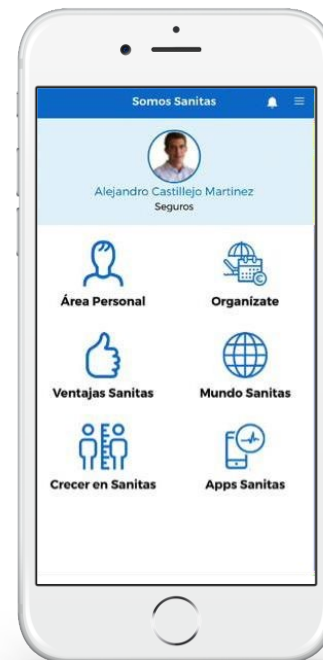 Somos Sanitas
Alejandro Castillejo Martinez
Seguros
Área Personal
Organízate
Ventajas Sanitas
Mundo Sanitas
Crecer en Sanitas
Apps Sanitas